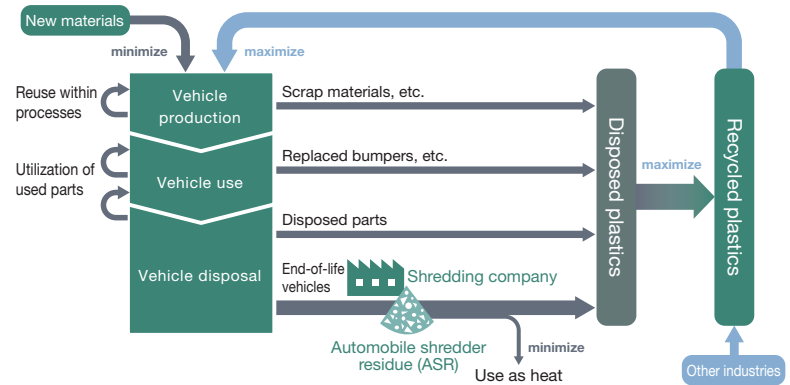 New materials
minimize
maximize
Reuse within
processes
Vehicle
production
Scrap materials, etc.
Utilization of
used parts
Vehicle use
Replaced bumpers, etc.
Disposed parts
Vehicle disposal
End-of-life
vehicles
Shredding company
Automobile shredder
residue (ASR)
minimize
Use as heat
Disposed plastics
maximize
Recycled plastics
Other industries